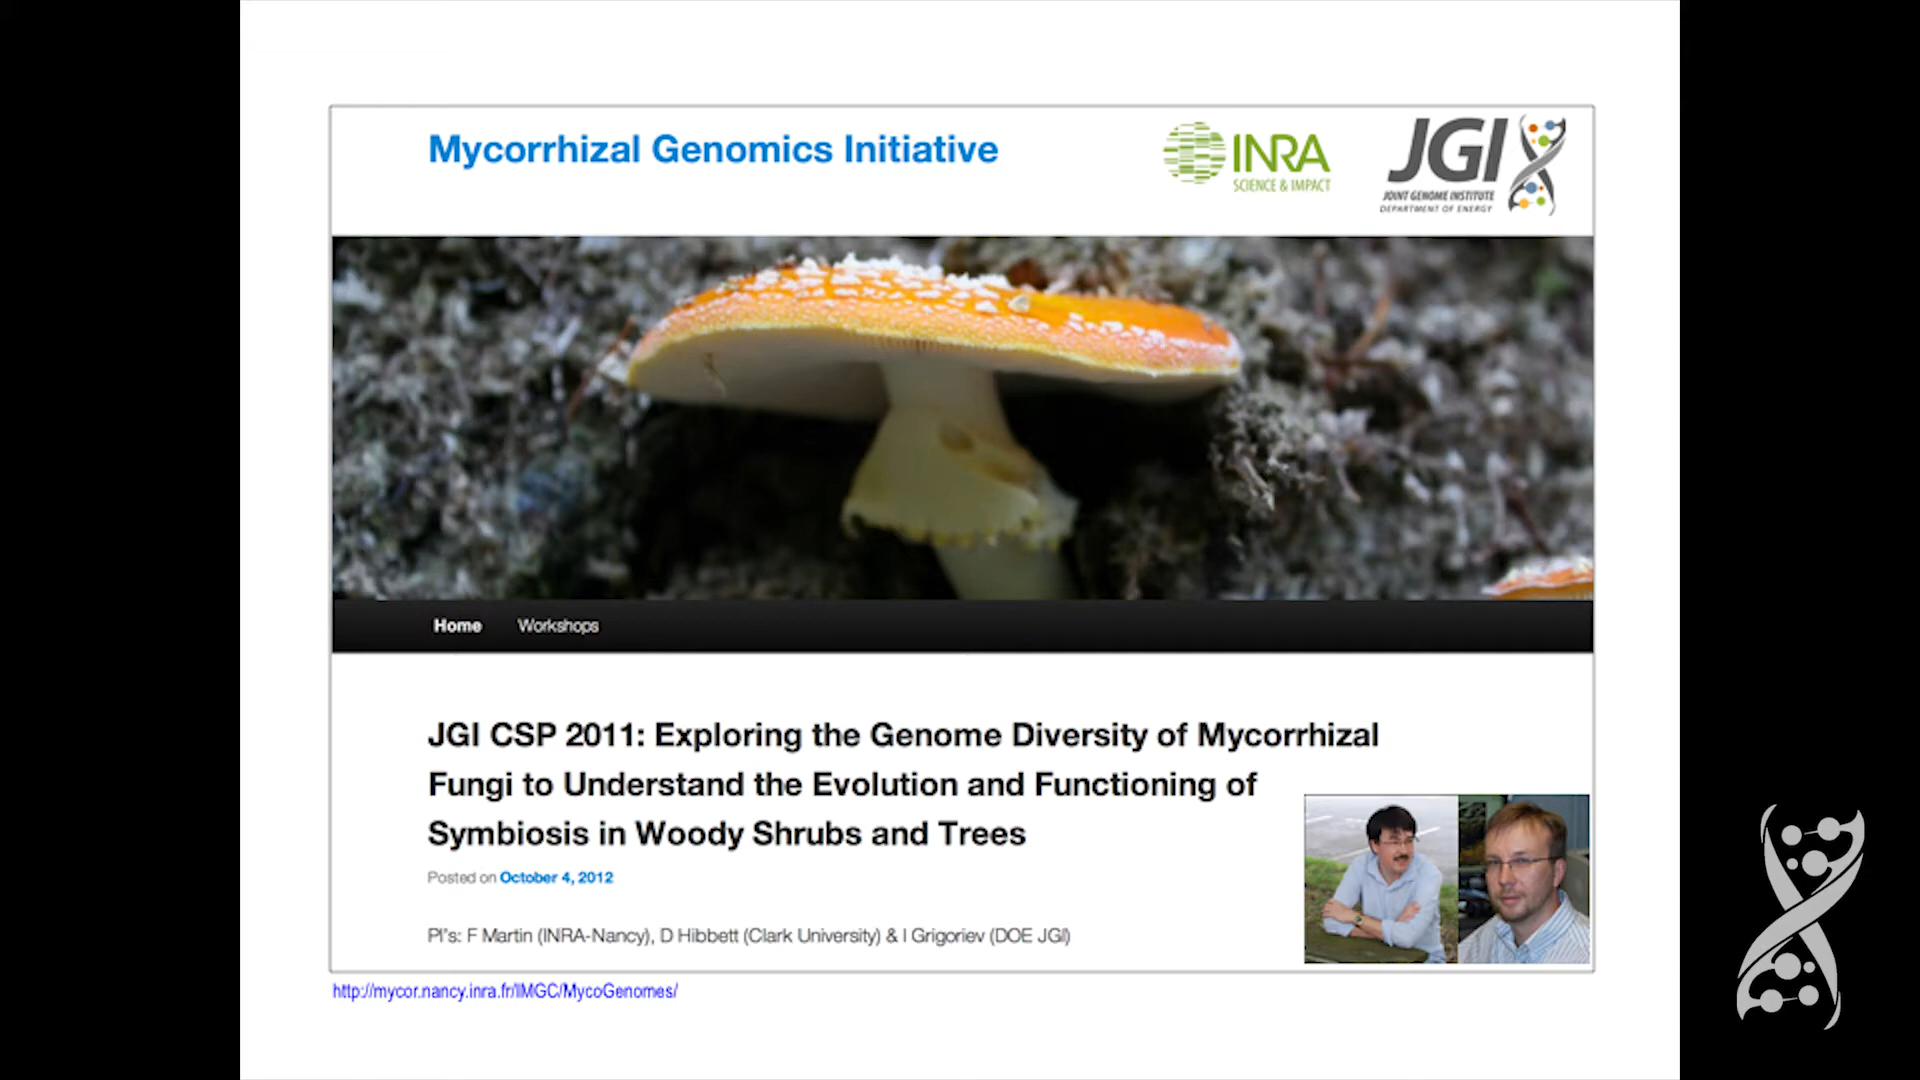 Mycorrhizal Genomics Initiative
INRA
SCIENCE & IMPACT
JGI
JOINT GENOME INSTITUTE
DEPARTMENT OF ENERGY
Home Workshops
JGI CSP 2011: Exploring the Genome Diversity of Mycorrhizal
Fungi to Understand the Evolution and Functioning of
Symbiosis in Woody Shrubs and Trees
Posted on October 4, 2012
PI's: F Martin (INRA-Nancy), D Hibbett (Clark University) & I Grigoriev (DOE JGI)
http://mycor.nancy.inra.fr/IMGC/MycoGenomes/